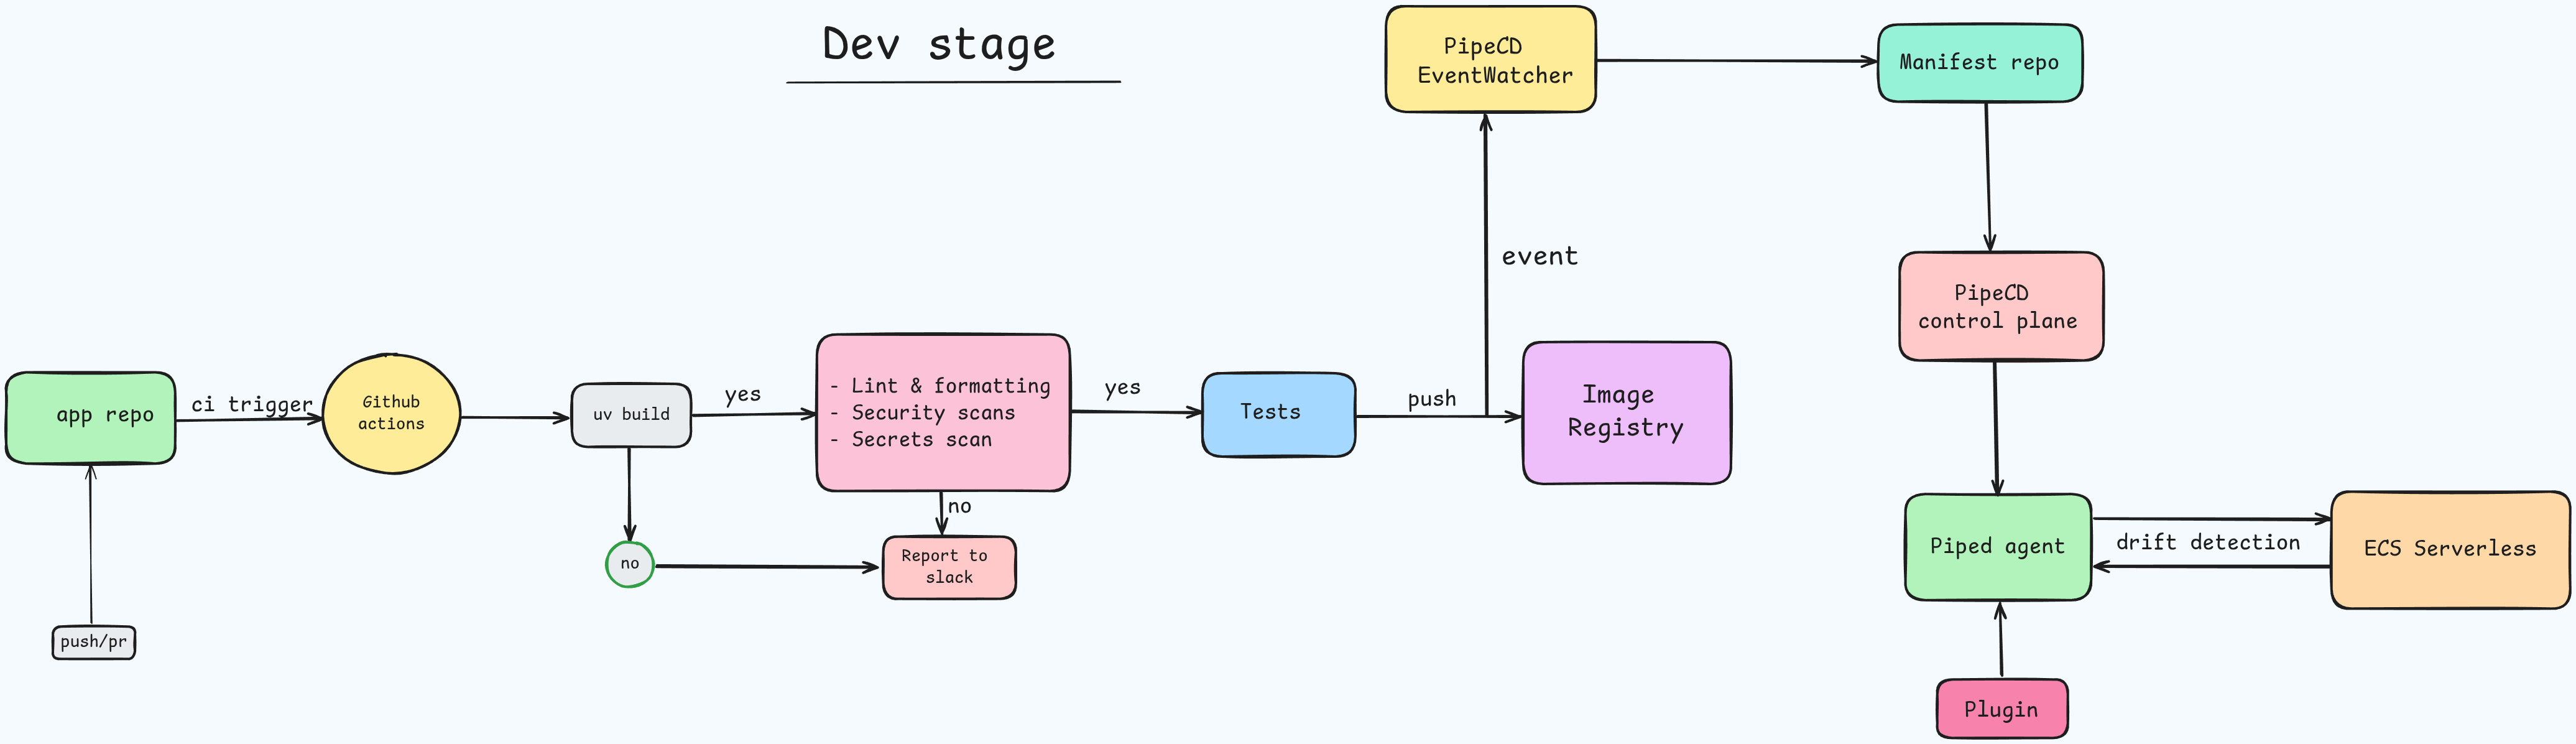 Dev stage
PipeCD
EventWatcher
Manifest repo
event
PipeCD
control plane
app repo
ci trigger
Github
actions
uv build
yes
- Lint & formatting
- Security scans
- Secrets scan
yes
Tests
push
Image
Registry
no
no
Report to
slack
push/pr
Piped agent
drift detection
ECS Serverless
Plugin